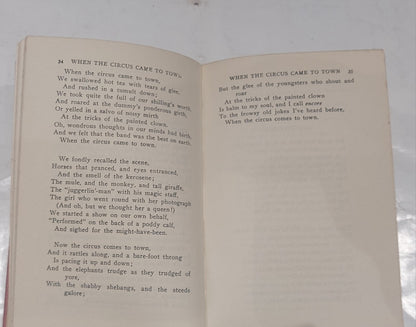 34 WHEN THE CIRCUS CAME TO TOWN
When the circus came to town,
We swallowed hot tea with tears of glee,
And rushed in a tumult down;
We took quite the full of our shilling's worth,
And roared at the dummy's ponderous girth,
Or yelled in a salvo of noisy mirth
At the tricks of the painted clown.
Oh, wondrous thoughts in our minds had birth,
And we felt that the band was the best on earth
When the circus came to town.
We fondly recalled the scene,
Horses that pranced, and eyes entranced,
And the smell of the kerosene;
The mule, and the monkey, and tall giraffe,
The "juggerlin'-man" with his magic staff,
The girl who went round with her photograph
(And oh, but we thought her a queen!)
We started a show on our own behalf,
"Performed" on the back of a poddy calf,
And sighed for the might-have-been.
Now the circus comes to town,
And it rattles along, and a bare-foot throng
Is pacing it up and down;
And the elephants trudge as they trudged of
yore,
With the shabby shebangs, and the steeds
galore;
WHEN THE CIRCUS CAME TO TOWN 35
But the glee of the youngsters who shout and
roar
At the tricks of the painted clown
Is balm to my soul, and I call encore
To the frowsy old jokes I've heard before,
When the circus comes to town.